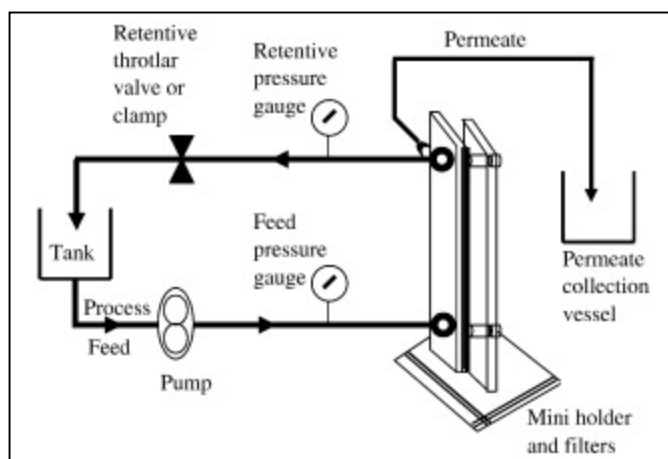 Retentive
throtlar
valve or
clamp
Retentive
pressure
gauge
Permeate
Tank
Feed
pressure
gauge
Permeate
collection
vessel
Process
Feed
Pump
Mini holder
and filters